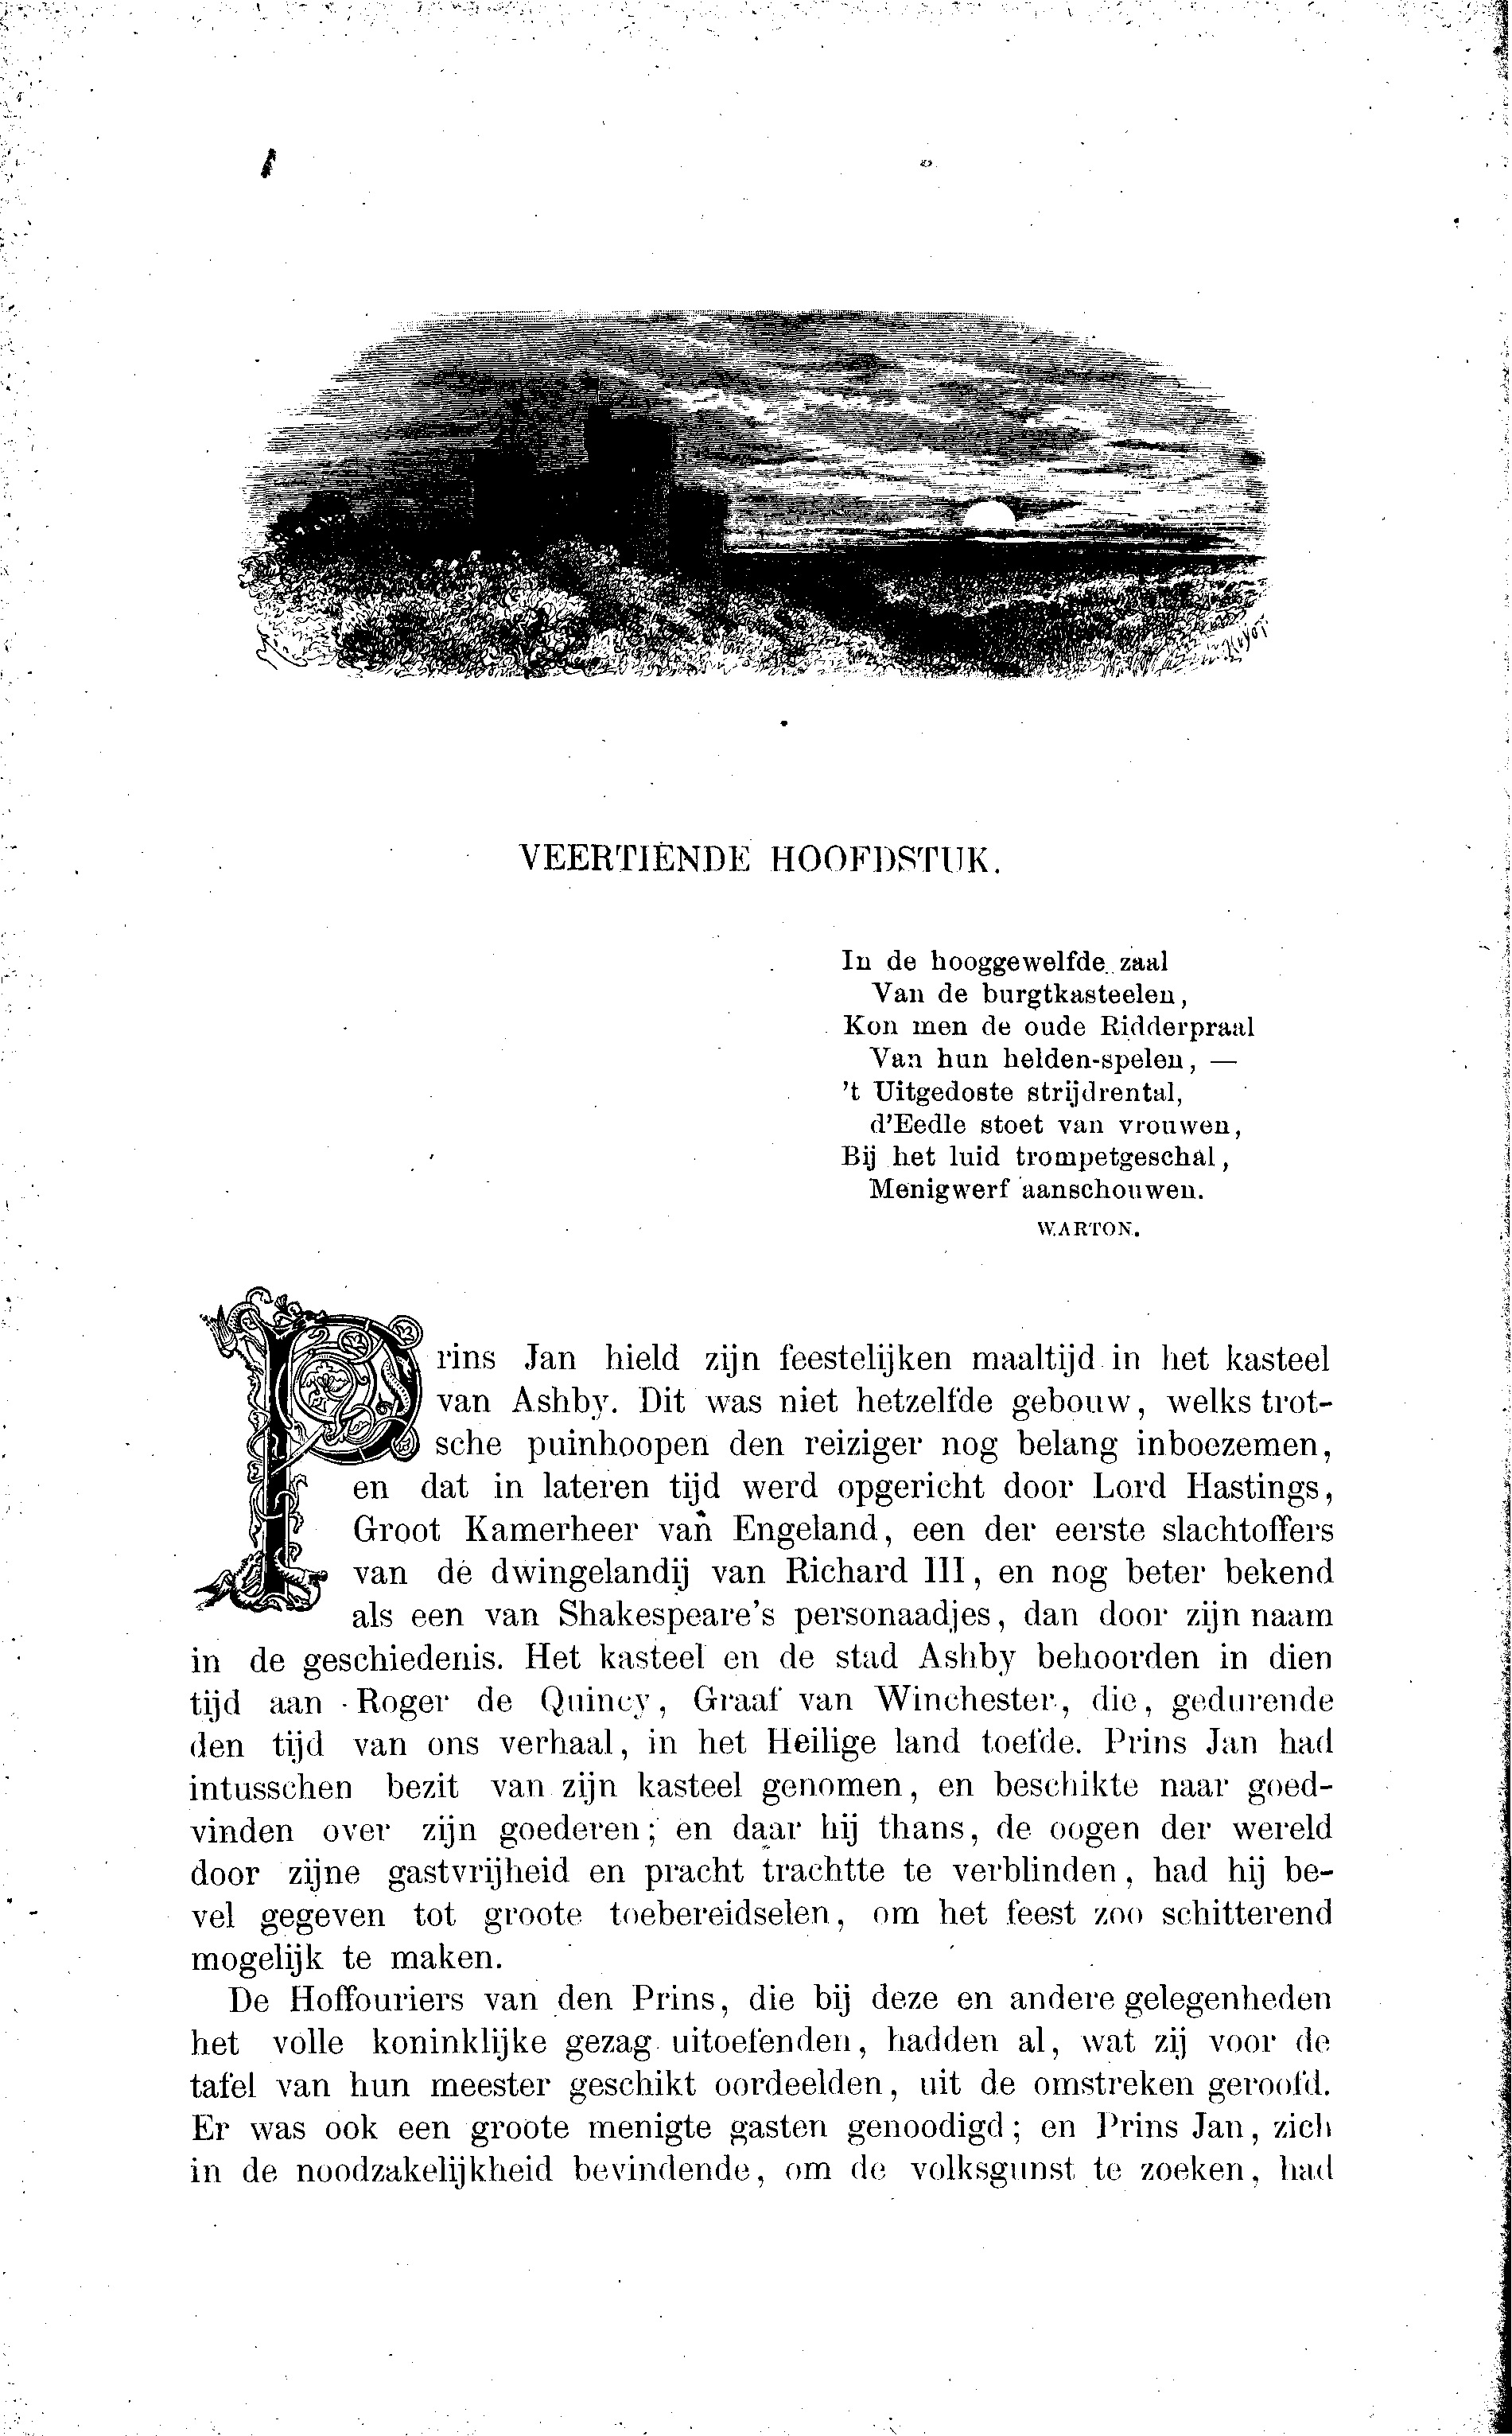 VEERTIENDE HOOFDSTUK.
In de hooggewelfde zaal
Van de burgtkasteelen,
Kon men de oude Ridderpraal
Van hun helden-spelen, —
't Uitgedoste strijdrental,
d'Eedle stoet van vrouwen,
Bij het luid trompetgeschal,
Menigwerf aanschouwen.
WARTON.
Prins Jan hield zijn feestelijken maaltijd in het kasteel
van Ashby. Dit was niet hetzelfde gebouw, welks trot-
sche puinhoopen den reiziger nog belang inboezemen,
en dat in lateren tijd werd opgericht door Lord Hastings,
Groot Kamerheer van Engeland, een der eerste slachtoffers
van de dwingelandij van Richard III, en nog beter bekend
als een van Shakespeare's personaadjes, dan door zijn naam
in de geschiedenis. Het kasteel en de stad Ashby behoorden in dien
tijd aan Roger de Quincy, Graaf van Winchester, die, gedurende
den tijd van ons verhaal, in het Heilige land toefde. Prins Jan had
intusschen bezit van zijn kasteel genomen, en beschikte naar goed-
vinden over zijn goederen; en daar hij thans, de oogen der wereld
door zijne gastvrijheid en pracht trachtte te verblinden, had hij be-
vel gegeven tot groote toebereidselen, om het feest zoo schitterend
mogelijk te maken.
De Hoffouriers van den Prins, die bij deze en andere gelegenheden
het volle koninklijke gezag uitoefenden, hadden al, wat zij voor de
tafel van hun meester geschikt oordeelden, uit de omstreken geroofd.
Er was ook een groote menigte gasten genoodigd; en Prins Jan, zich
in de noodzakelijkheid bevindende, om de volksgunst te zoeken, had